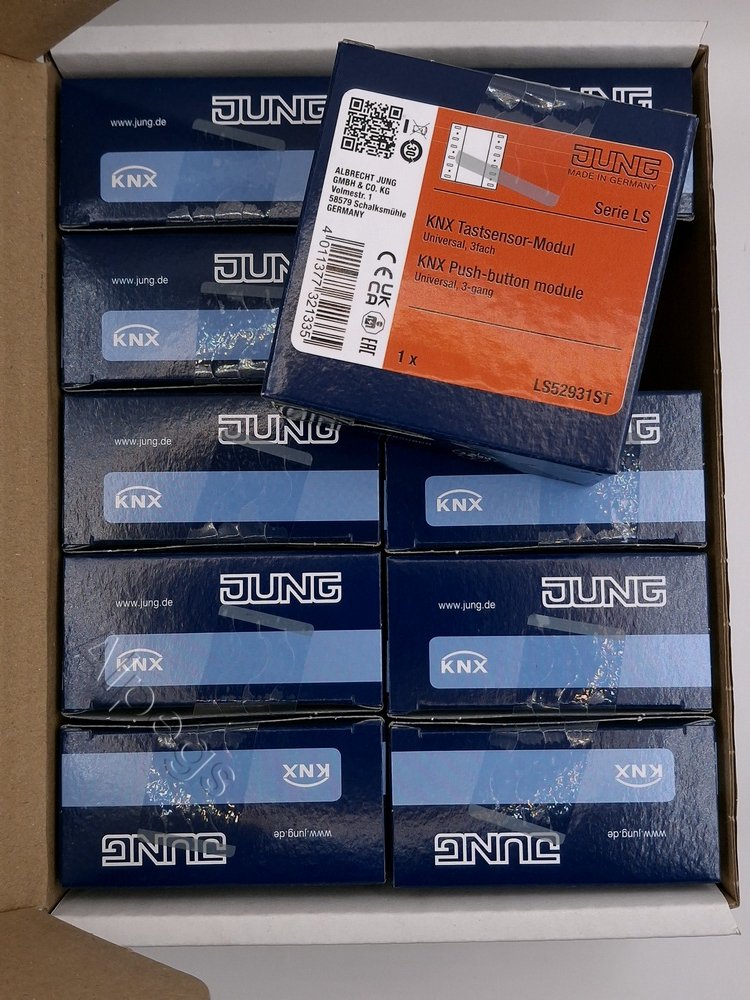 JUNG
www.jung.de
KNX
JUNG
www.jung.de
KNX
JUNG
ALBRECHT JUNG
GMBH & CO. KG
Volmestr. 1
58579 Schalksmühle
GERMANY
4 011377 321335
CE
UK
CA
EAC
JUNG
MADE IN GERMANY
Serie LS
KNX Tastsensor-Modul
Universal, 3fach
KNX Push-button module
Universal, 3-gang
1 x
LS52931ST
JUNG
www.jung.de
KNX
KNX
JUNG
www.jung.de
KNX
JUNG
www.jung.de
KNX
KNX
www.jung.de
JUNG
KNX
www.jung.de
JUNG
Alpegis